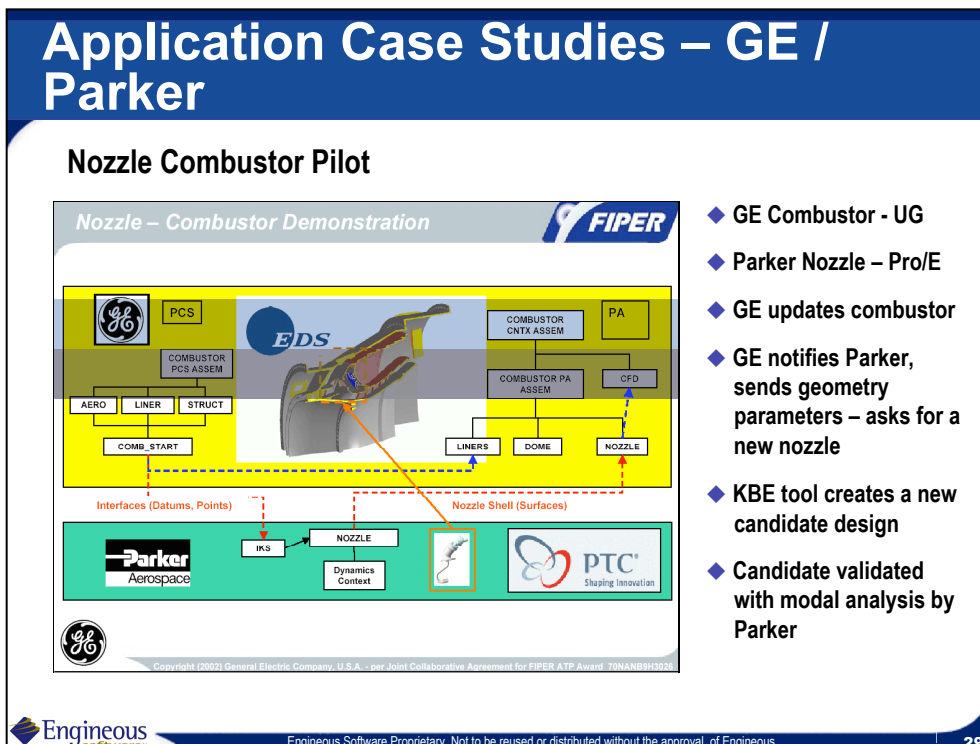 Application Case Studies – GE /
Parker
Nozzle Combustor Pilot
Nozzle – Combustor Demonstration
FIPER
GE
PCS
EDS
COMBUSTOR
CNTX ASSEM
PA
COMBUSTOR
PCS ASSEM
COMBUSTOR PA
ASSEM
CFD
AERO
LINER
STRUCT
COMB_START
LINERS
DOME
NOZZLE
Interfaces (Datums, Points)
Nozzle Shell (Surfaces)
Parker
Aerospace
IKS
NOZZLE
Dynamics
Context
PTC®
Shaping Innovation
GE
Copyright (2002) General Electric Company, U.S.A. - per Joint Collaborative Agreement for FIPER ATP Award 70NANB9H3026
GE Combustor - UG
Parker Nozzle – Pro/E
GE updates combustor
GE notifies Parker,
sends geometry
parameters – asks for a
new nozzle
KBE tool creates a new
candidate design
Candidate validated
with modal analysis by
Parker
Engineous
Engineous Software Proprietary. Not to be reused or distributed without the approval of Engineous